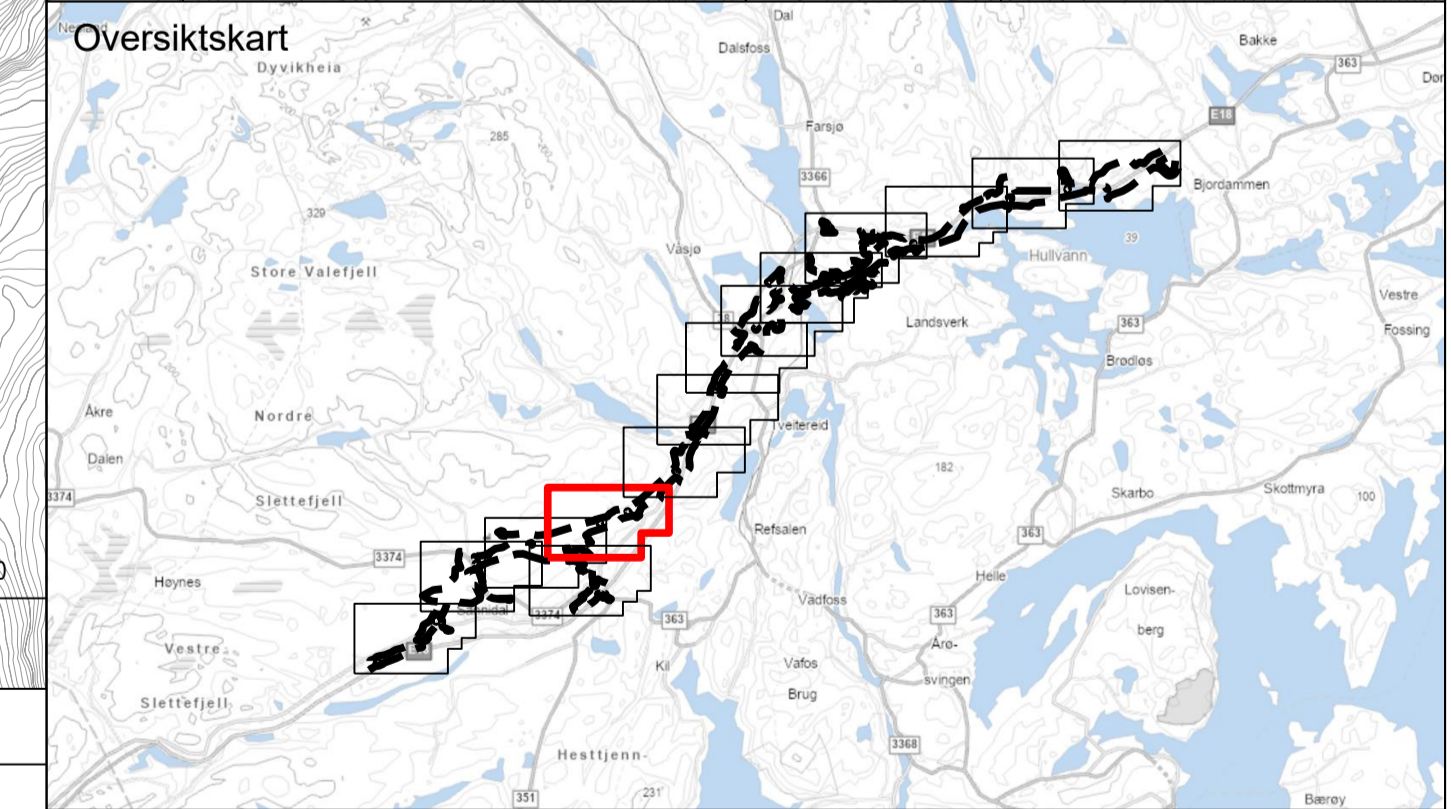 Oversiktskart
Dal
Dalsfoss
Bakke
363
Dyvikheia
E18
285
Farsjø
3366
329
Bjordammen
Store Valefjell
Våsjø
39
Hullvann
Vestre
Fossing
Landsverk
363
Brødløs
Åkre
Nordre
Dalen
Tveitereid
182
3374
Slettefjell
Skarbo
Skottmyra
100
Refsalen
363
3374
Høynes
Helle
Lovisen-
berg
Vadfoss
363
3374
363
Årø-
svingen
Vestre
Kil
Vafos
Brug
Slettefjell
3368
Hesttjenn-
351
231
Bærøy